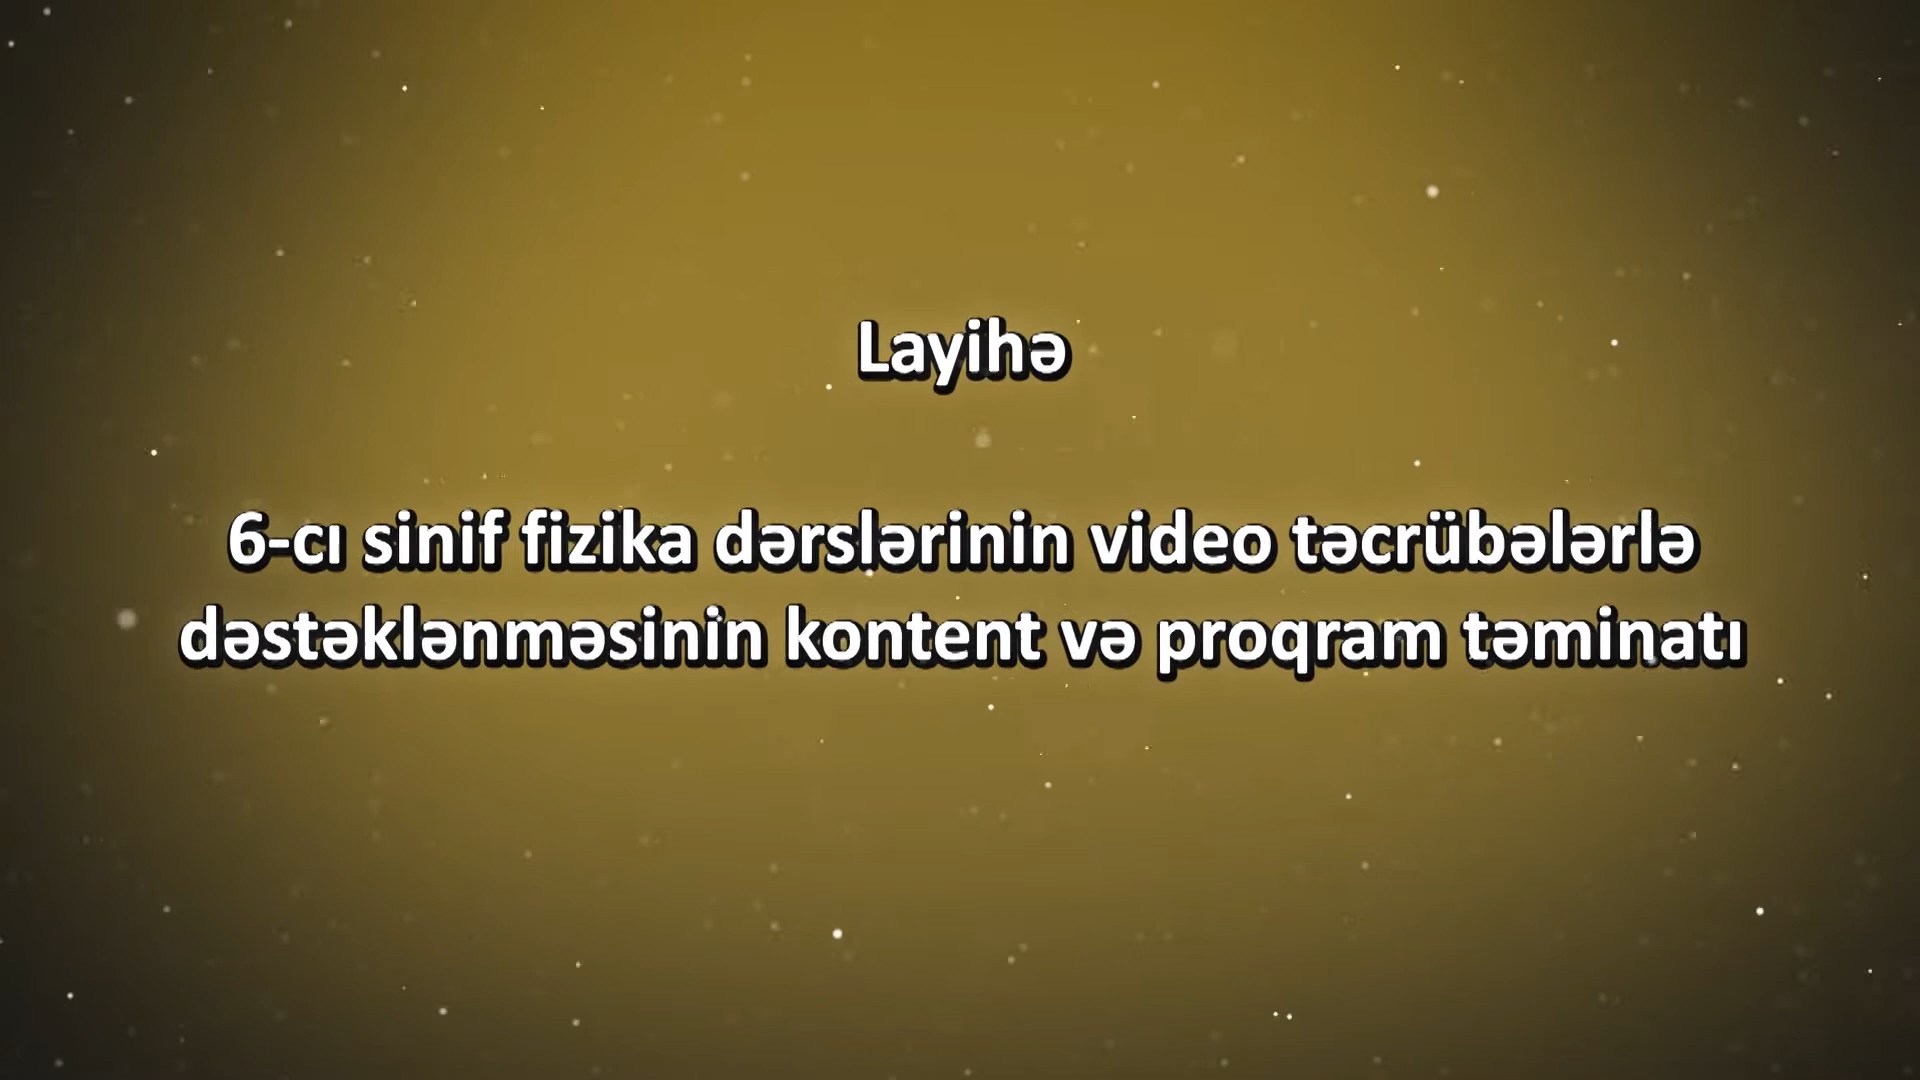 Layihə
6-cı sinif fizika dərslərinin video təcrübələrlə
dəstəklənməsinin kontent və proqram təminatı